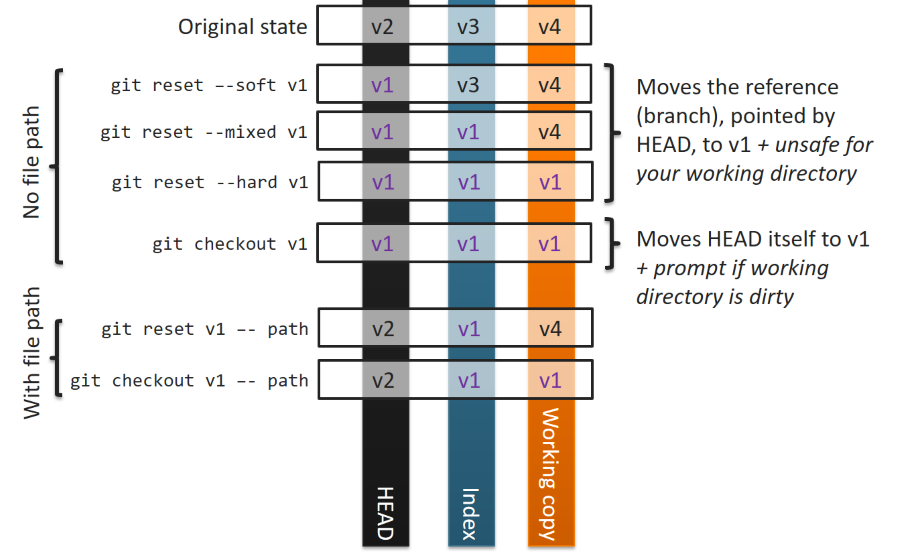 Original state v2 v3 v4
No file path
git reset --soft v1 v1 v3 v4
git reset --mixed v1 v1 v1 v4
git reset --hard v1 v1 v1 v1
Moves the reference
(branch), pointed by
HEAD, to v1 + unsafe for
your working directory
git checkout v1 v1 v1 v1
Moves HEAD itself to v1
+ prompt if working
directory is dirty
With file path
git reset v1 –- path v2 v1 v4
git checkout v1 –- path v2 v1 v1
HEAD
Index
Working copy